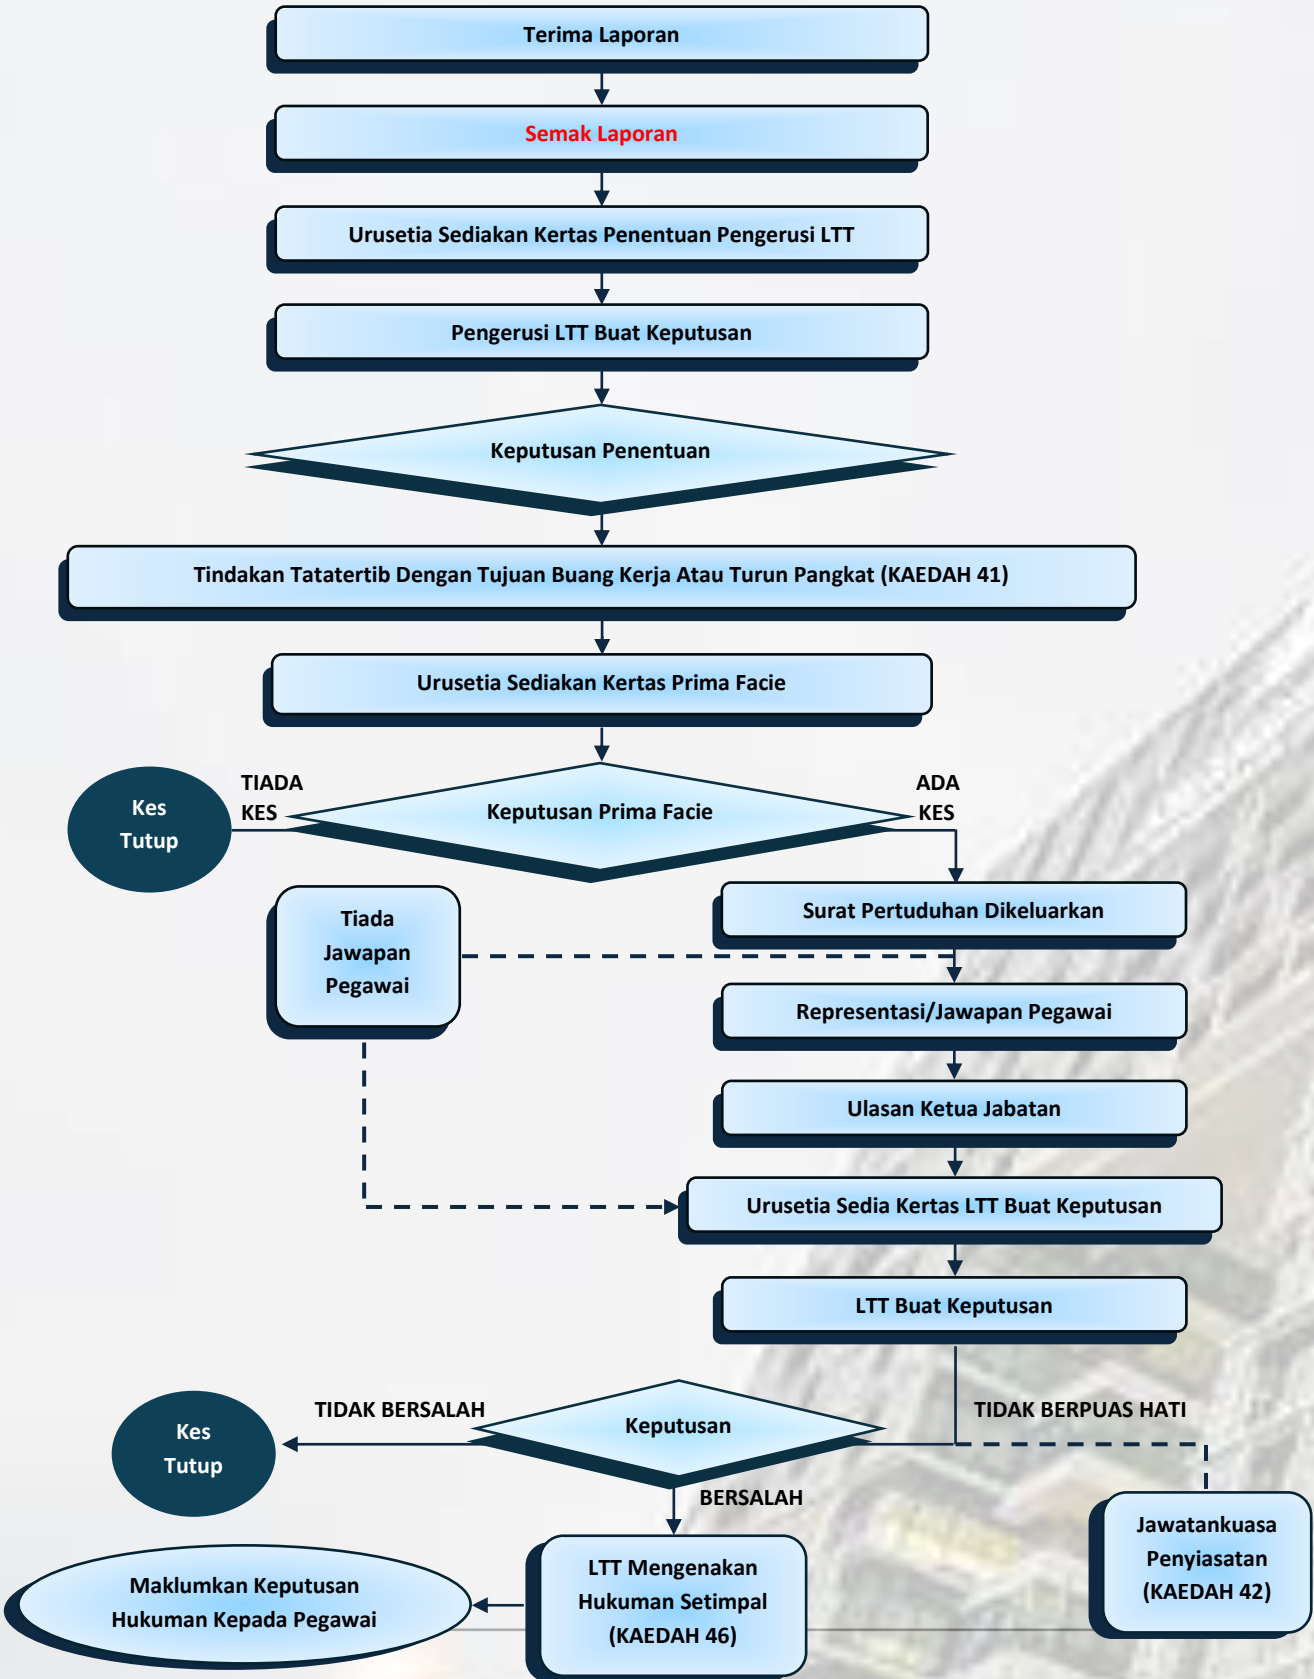 Terima Laporan
Semak Laporan
Urusetia Sediakan Kertas Penentuan Pengerusi LTT
Pengerusi LTT Buat Keputusan
Keputusan Penentuan
Tindakan Tatatertib Dengan Tujuan Buang Kerja Atau Turun Pangkat (KAEDAH 41)
Urusetia Sediakan Kertas Prima Facie
Kes
Tutup
TIADA
KES
Keputusan Prima Facie
ADA
KES
Tiada
Jawapan
Pegawai
Surat Pertuduhan Dikeluarkan
Representasi/Jawapan Pegawai
Ulasan Ketua Jabatan
Urusetia Sedia Kertas LTT Buat Keputusan
LTT Buat Keputusan
Kes
Tutup
TIDAK BERSALAH
Keputusan
TIDAK BERPUAS HATI
BERSALAH
Maklumkan Keputusan
Hukuman Kepada Pegawai
LTT Mengenakan
Hukuman Setimpal
(KAEDAH 46)
Jawatankuasa
Penyiasatan
(KAEDAH 42)